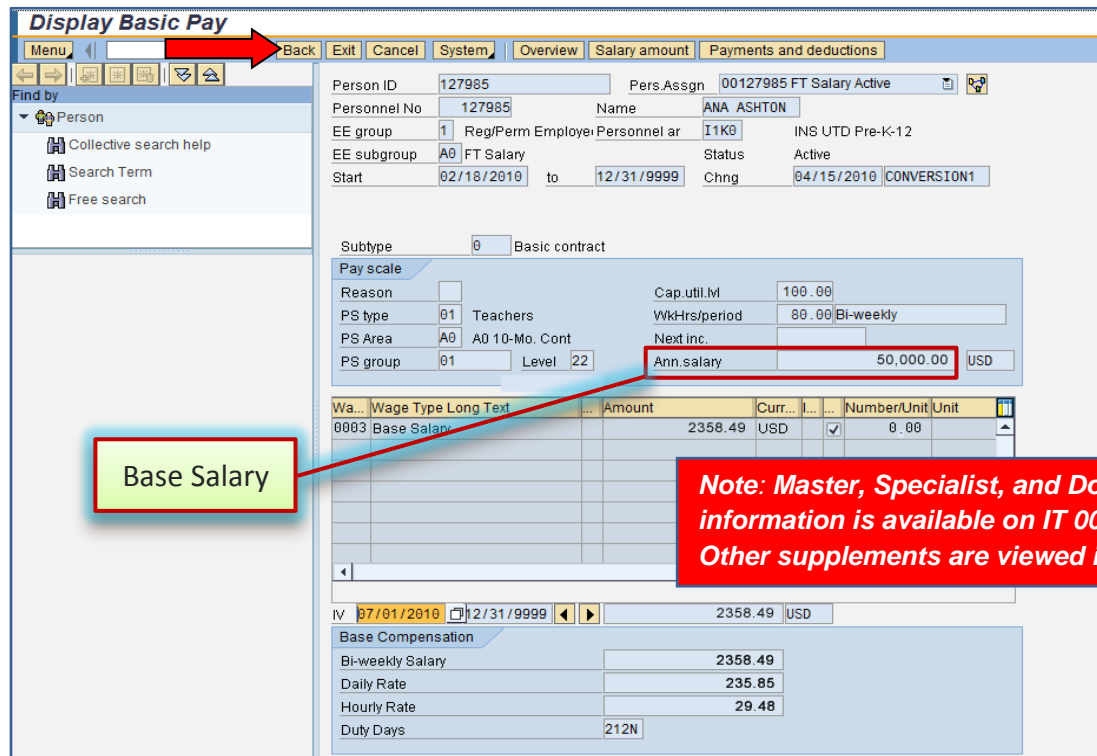 Display Basic Pay
Menu Back Exit Cancel System Overview Salary amount Payments and deductions
Find by
Person
Collective search help
Search Term
Free search
Person ID 127985 Pers.Assgn 00127985 FT Salary Active
Personnel No 127985 Name ANA ASHTON
EE group 1 Reg/Perm Employe Personnel ar I1K0 INS UTD Pre-K-12
EE subgroup A0 FT Salary Status Active
Start 02/18/2010 to 12/31/9999 Chng 04/15/2010 CONVERSION1
Subtype 0 Basic contract
Pay scale
Reason Cap.util.lvl 100.00
PS type 01 Teachers WkHrs/period 80.00 Bi-weekly
PS Area A0 A0 10-Mo. Cont Next inc.
PS group 01 Level 22 Ann.salary 50,000.00 USD
Wa... Wage Type Long Text ... Amount Curr... I... ... Number/Unit Unit
0003 Base Salary 2358.49 USD 0.00
Base Salary
Note: Master, Specialist, and Do
information is available on IT 00
Other supplements are viewed i
IV 07/01/2010 12/31/9999 2358.49 USD
Base Compensation
Bi-weekly Salary 2358.49
Daily Rate 235.85
Hourly Rate 29.48
Duty Days 212N